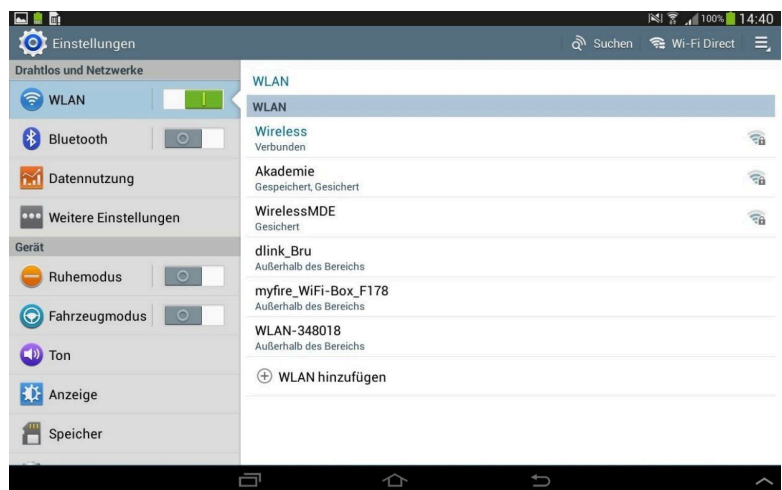 100% 14:40
Einstellungen
Suchen
Wi-Fi Direct
Drahtlos und Netzwerke
WLAN
Bluetooth
Datennutzung
Weitere Einstellungen
Gerät
Ruhemodus
Fahrzeugmodus
Ton
Anzeige
Speicher
WLAN
WLAN
Wireless
Verbunden
Akademie
Gespeichert, Gesichert
WirelessMDE
Gesichert
dlink_Bru
Außerhalb des Bereichs
myfire_WiFi-Box_F178
Außerhalb des Bereichs
WLAN-348018
Außerhalb des Bereichs
WLAN hinzufügen